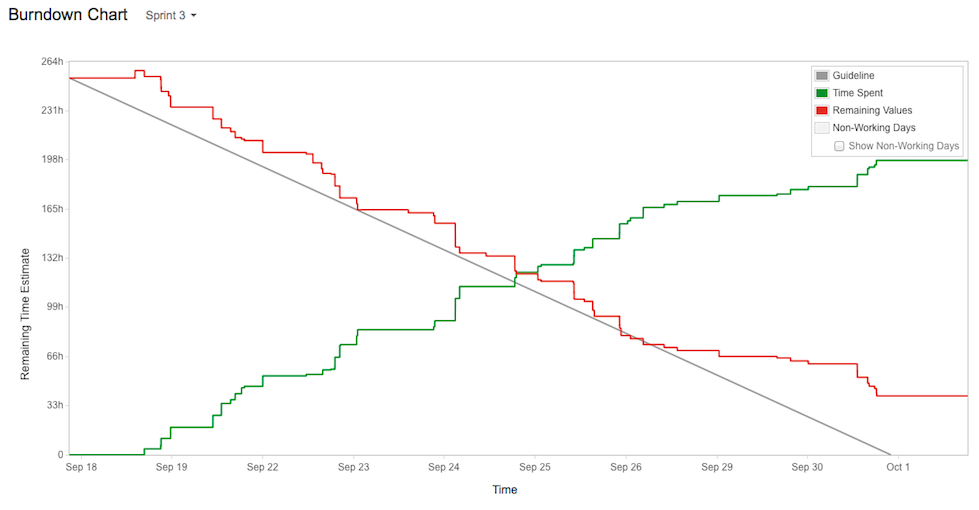 Burndown Chart Sprint 3
264h
231h
198h
165h
132h
99h
66h
33h
0
Remaining Time Estimate
Guideline
Time Spent
Remaining Values
Non-Working Days
Show Non-Working Days
Sep 18 Sep 19 Sep 22 Sep 23 Sep 24 Sep 25 Sep 26 Sep 29 Sep 30 Oct 1
Time